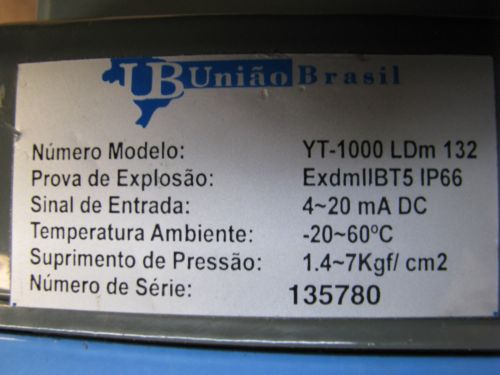 UB União Brasil
Número Modelo: YT-1000 LDm 132
Prova de Explosão: ExdmIIBT5 IP66
Sinal de Entrada: 4~20 mA DC
Temperatura Ambiente: -20~60ºC
Suprimento de Pressão: 1.4~7Kgf/ cm2
Número de Série: 135780